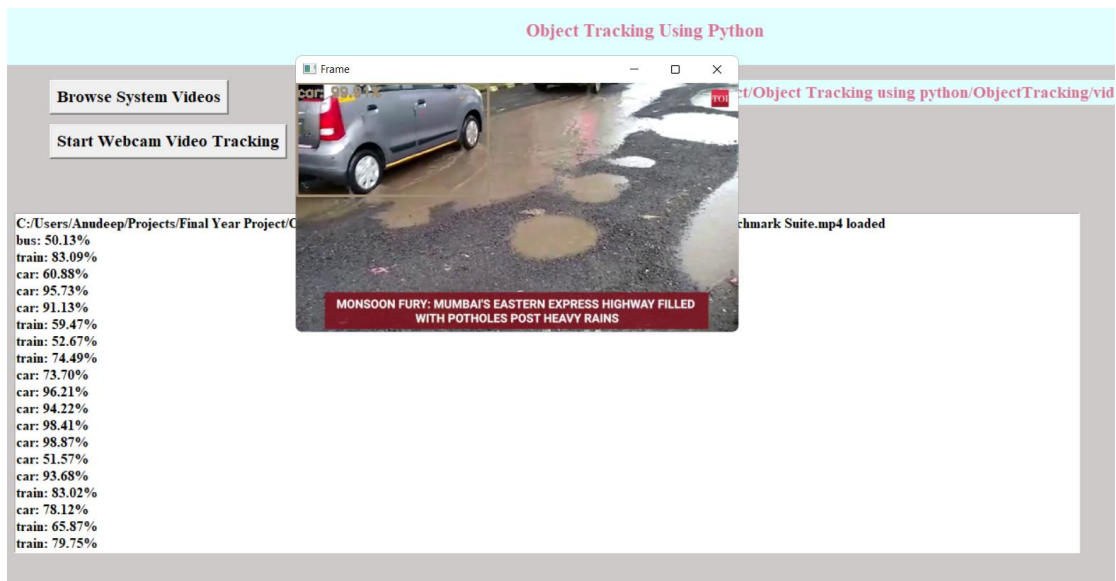 Object Tracking Using Python
Frame
Browse System Videos
ct/Object Tracking using python/ObjectTracking/vid
Start Webcam Video Tracking
car: 99.91%
TOI
MONSOON FURY: MUMBAI'S EASTERN EXPRESS HIGHWAY FILLED
WITH POTHOLES POST HEAVY RAINS
C:/Users/Anudeep/Projects/Final Year Project/O
chmark Suite.mp4 loaded
bus: 50.13%
train: 83.09%
car: 60.88%
car: 95.73%
car: 91.13%
train: 59.47%
train: 52.67%
train: 74.49%
car: 73.70%
car: 96.21%
car: 94.22%
car: 98.41%
car: 98.87%
car: 51.57%
car: 93.68%
train: 83.02%
car: 78.12%
train: 65.87%
train: 79.75%